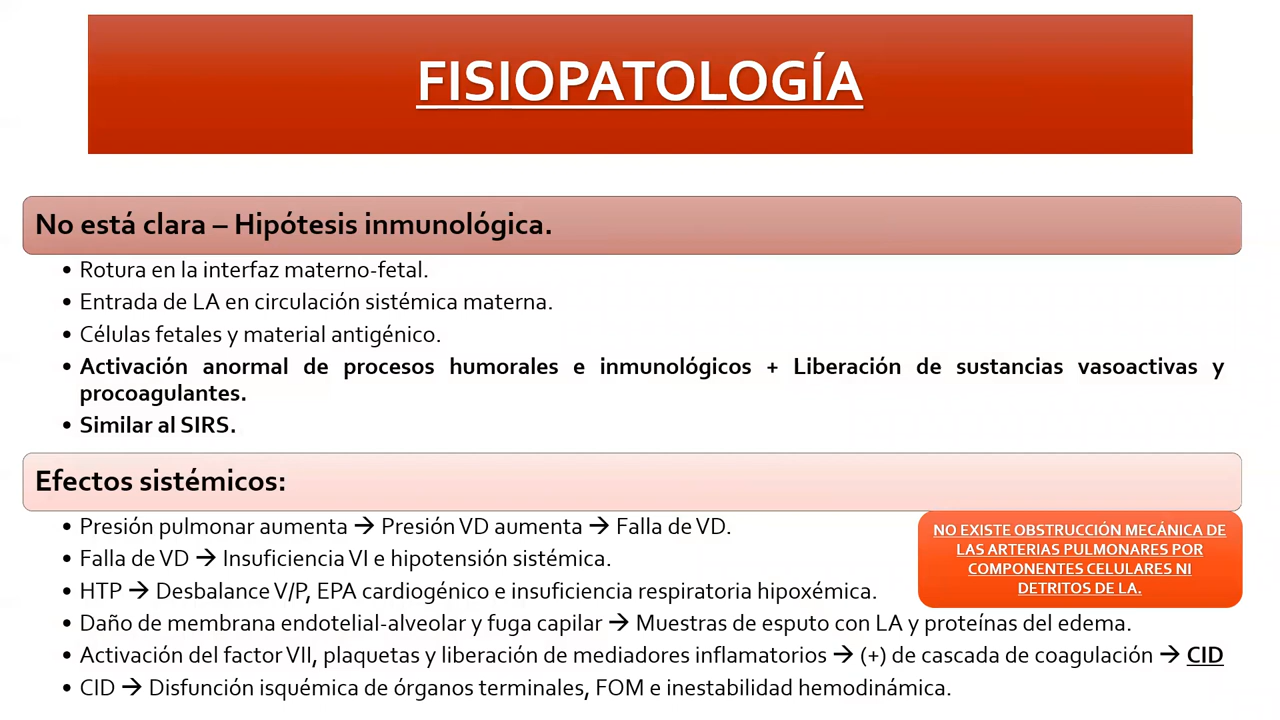 FISIOPATOLOGÍA
No está clara – Hipótesis inmunológica.
• Rotura en la interfaz materno-fetal.
• Entrada de LA en circulación sistémica materna.
• Células fetales y material antigénico.
• Activación anormal de procesos humorales e inmunológicos + Liberación de sustancias vasoactivas y
procoagulantes.
• Similar al SIRS.
Efectos sistémicos:
• Presión pulmonar aumenta → Presión VD aumenta → Falla de VD.
• Falla de VD → Insuficiencia VI e hipotensión sistémica.
• HTP → Desbalance V/P, EPA cardiogénico e insuficiencia respiratoria hipoxémica.
• Daño de membrana endotelial-alveolar y fuga capilar → Muestras de esputo con LA y proteínas del edema.
• Activación del factor VII, plaquetas y liberación de mediadores inflamatorios → (+) de cascada de coagulación → CID
• CID → Disfunción isquémica de órganos terminales, FOM e inestabilidad hemodinámica.
NO EXISTE OBSTRUCCIÓN MECÁNICA DE
LAS ARTERIAS PULMONARES POR
COMPONENTES CELULARES NI
DETRITOS DE LA.